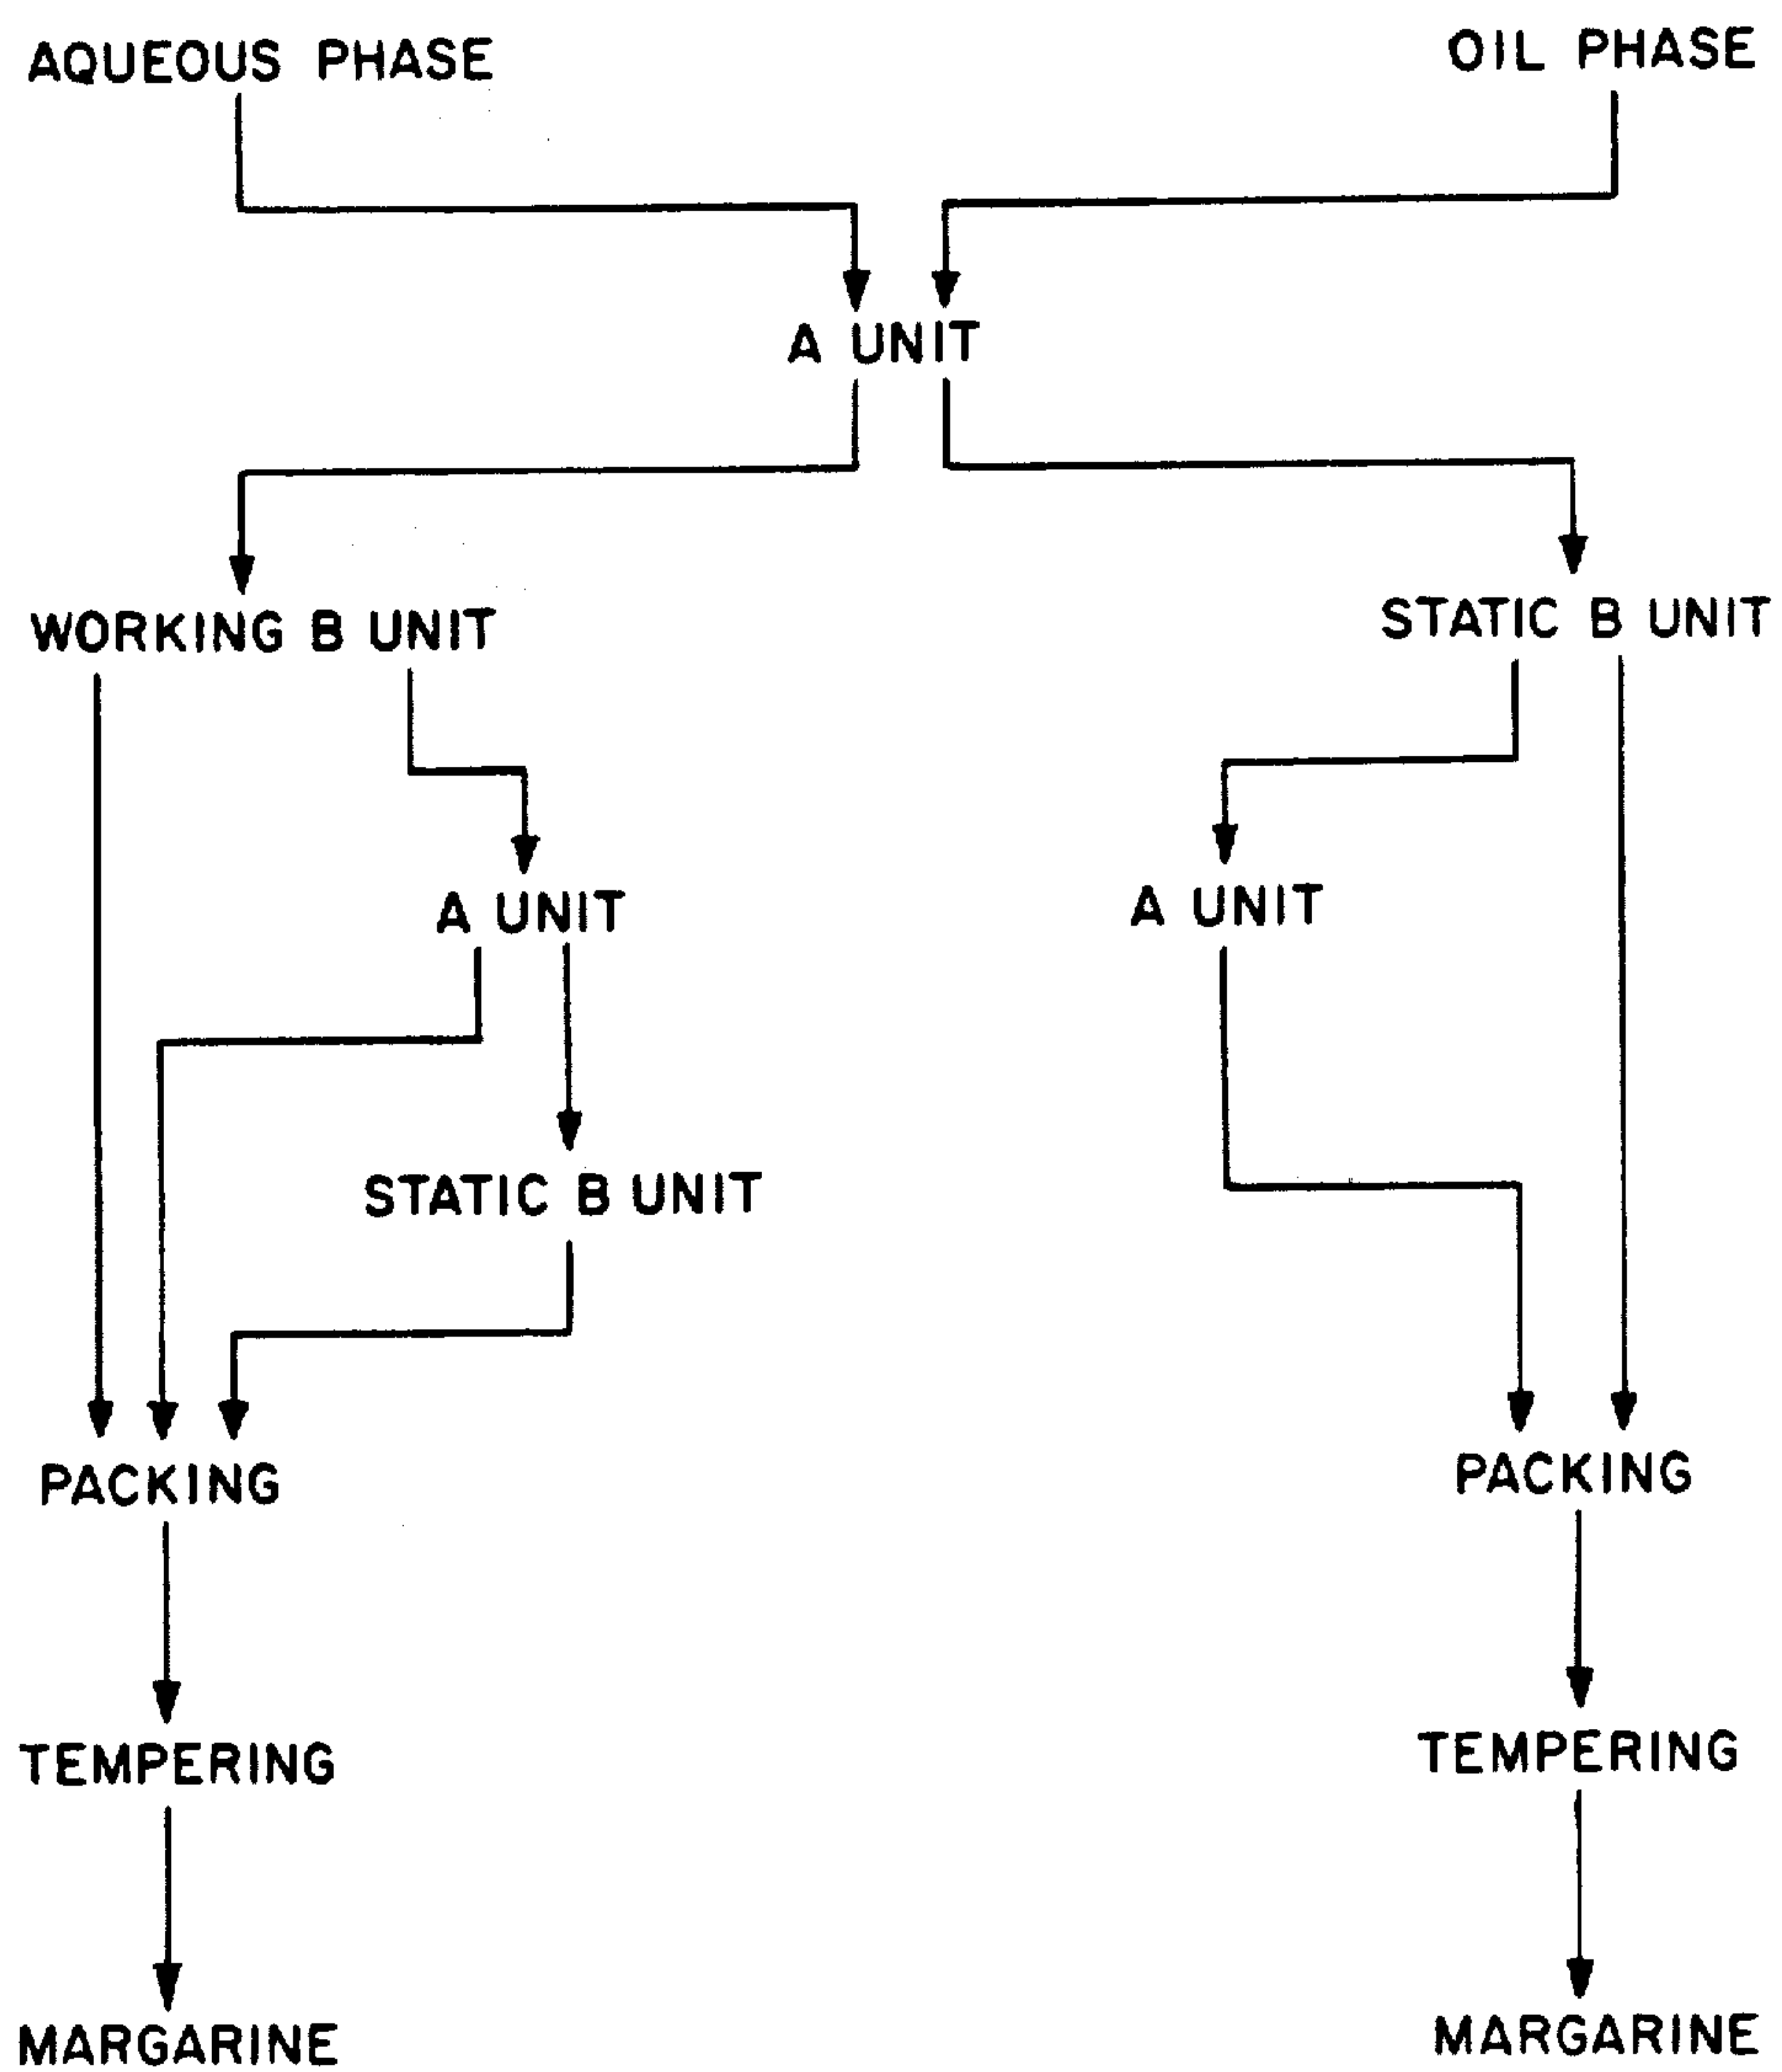 AQUEOUS PHASE
OIL PHASE
A UNIT
WORKING B UNIT
STATIC B UNIT
A UNIT
A UNIT
STATIC B UNIT
PACKING
PACKING
TEMPERING
TEMPERING
MARGARINE
MARGARINE